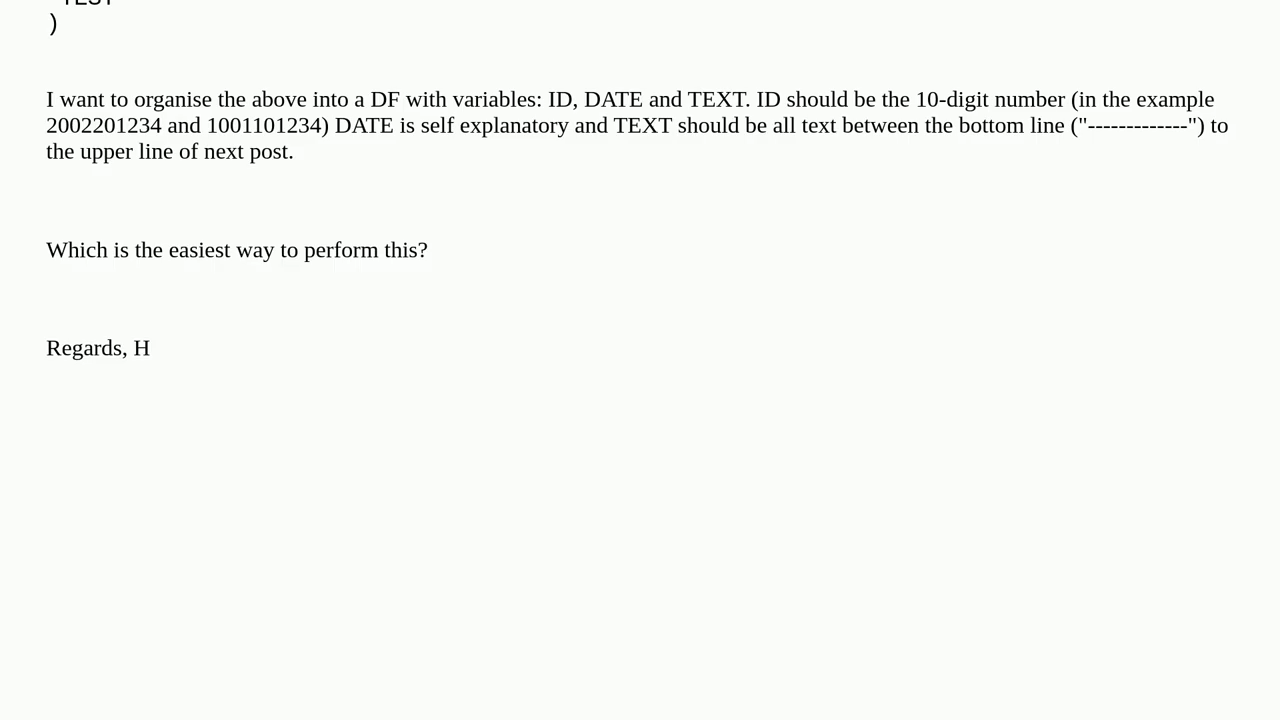 TEST
)
I want to organise the above into a DF with variables: ID, DATE and TEXT. ID should be the 10-digit number (in the example
2002201234 and 1001101234) DATE is self explanatory and TEXT should be all text between the bottom line ("-------------") to
the upper line of next post.
Which is the easiest way to perform this?
Regards, H